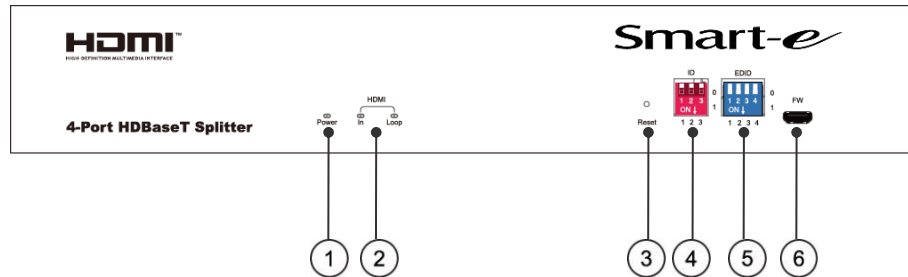 HDMI™
HIGH-DEFINITION MULTIMEDIA INTERFACE
Smart-e
4-Port HDBaseT Splitter
Power
HDMI
In
Loop
Reset
ID
1 2 3
ON ↓
0
1
1 2 3
EDID
1 2 3 4
ON ↓
0
1
1 2 3 4
FW
1
2
3
4
5
6